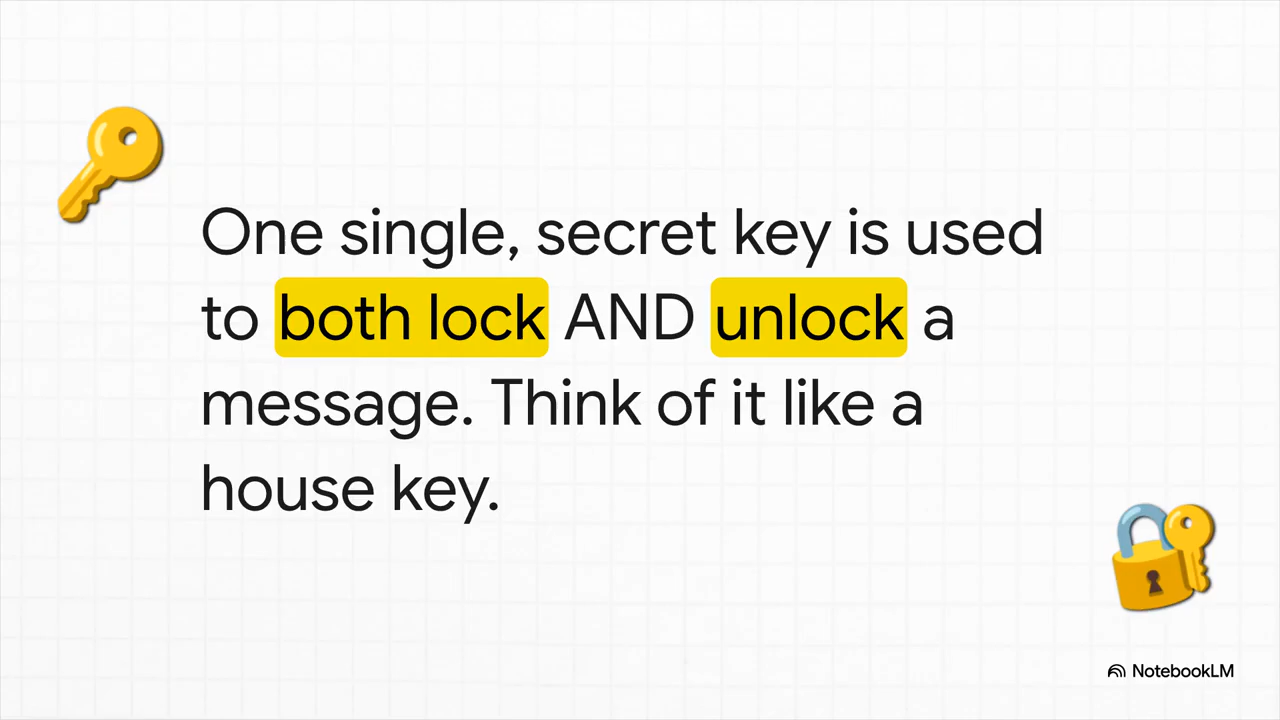 One single, secret key is used
to both lock AND unlock a
message. Think of it like a
house key.
NotebookLM